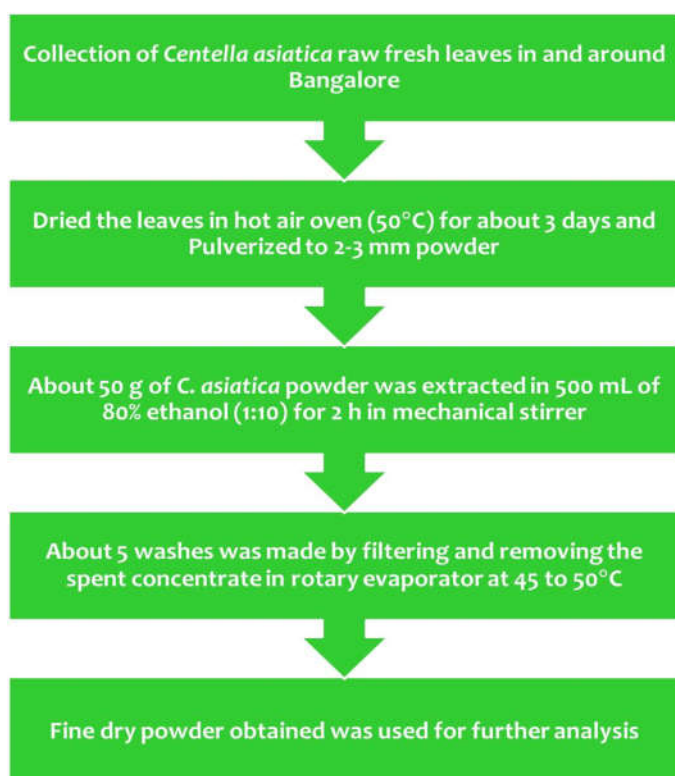 Collection of Centella asiatica raw fresh leaves in and around
Bangalore
Dried the leaves in hot air oven (50°C) for about 3 days and
Pulverized to 2-3 mm powder
About 50 g of C. asiatica powder was extracted in 500 mL of
80% ethanol (1:10) for 2 h in mechanical stirrer
About 5 washes was made by filtering and removing the
spent concentrate in rotary evaporator at 45 to 50°C
Fine dry powder obtained was used for further analysis